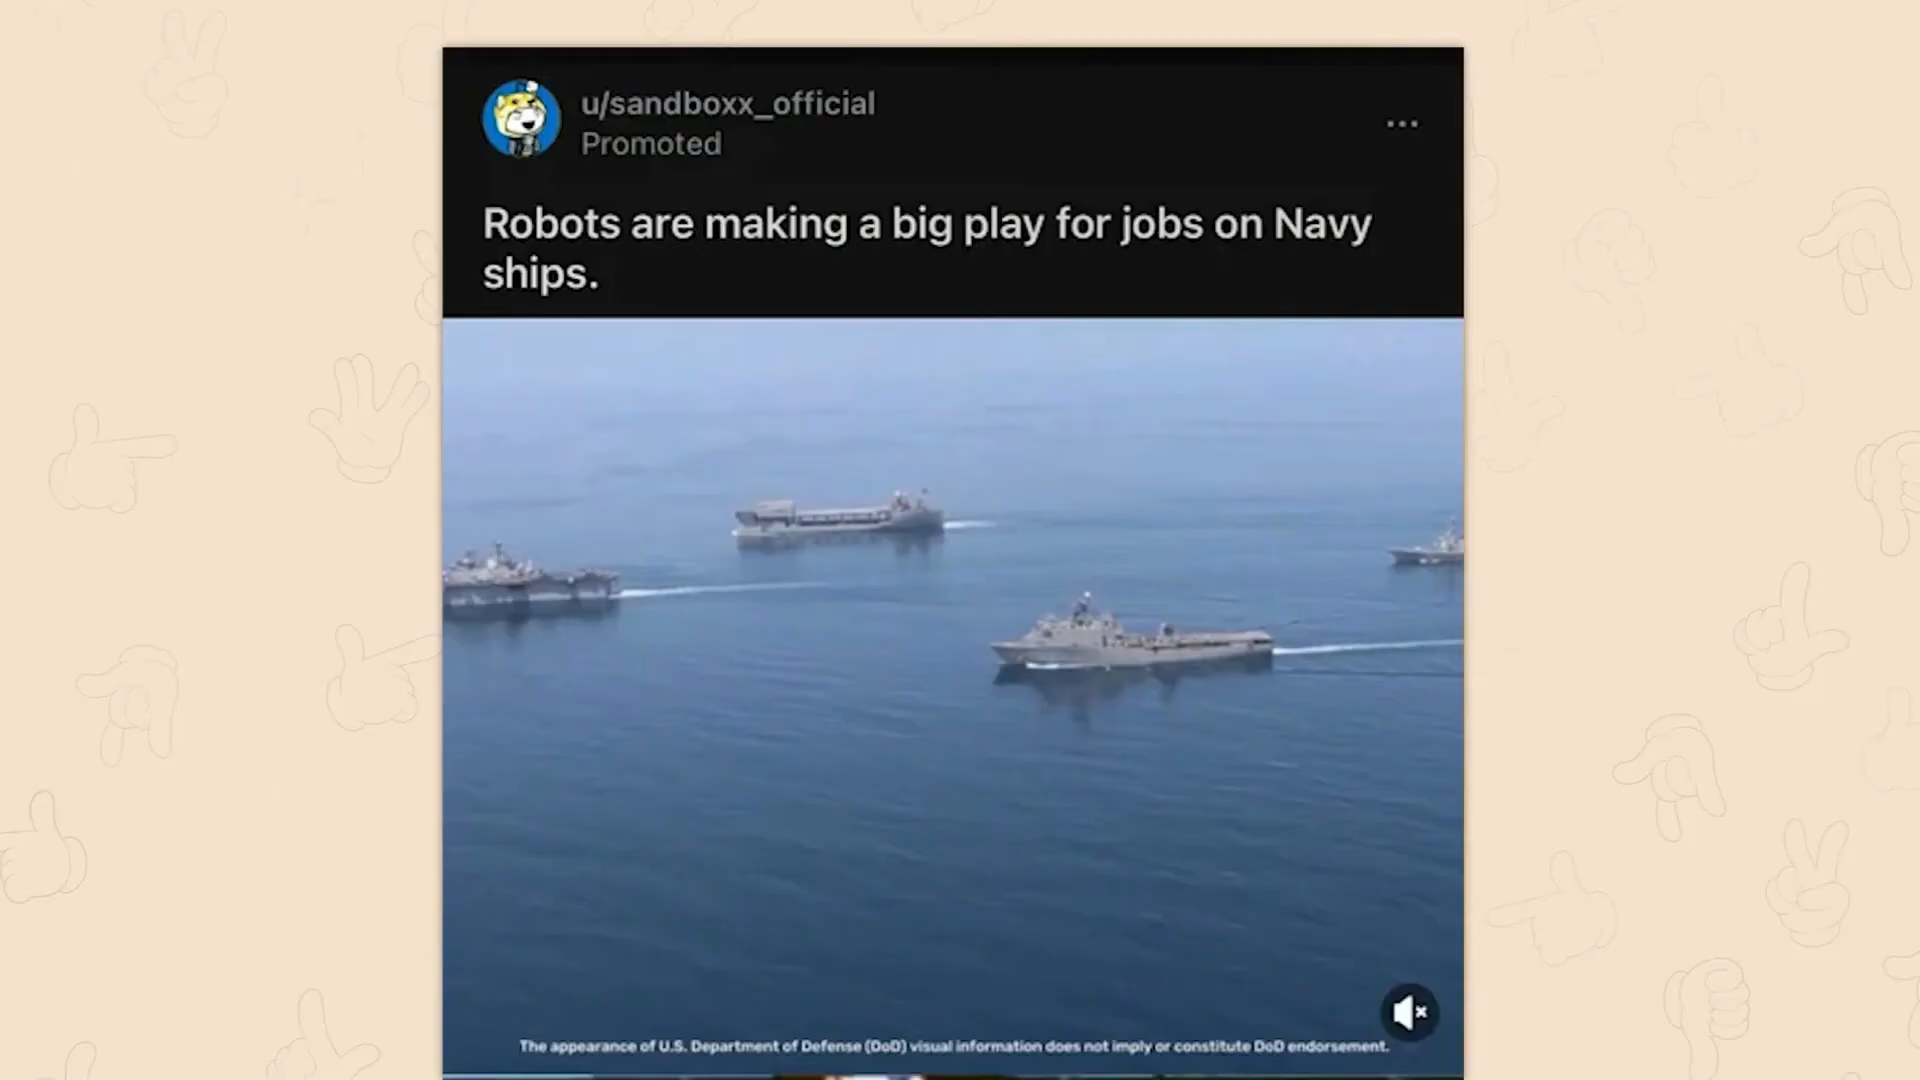 u/sandboxx_official
Promoted
Robots are making a big play for jobs on Navy
ships.
The appearance of U.S. Department of Defense (DoD) visual information does not imply or constitute DoD endorsement.